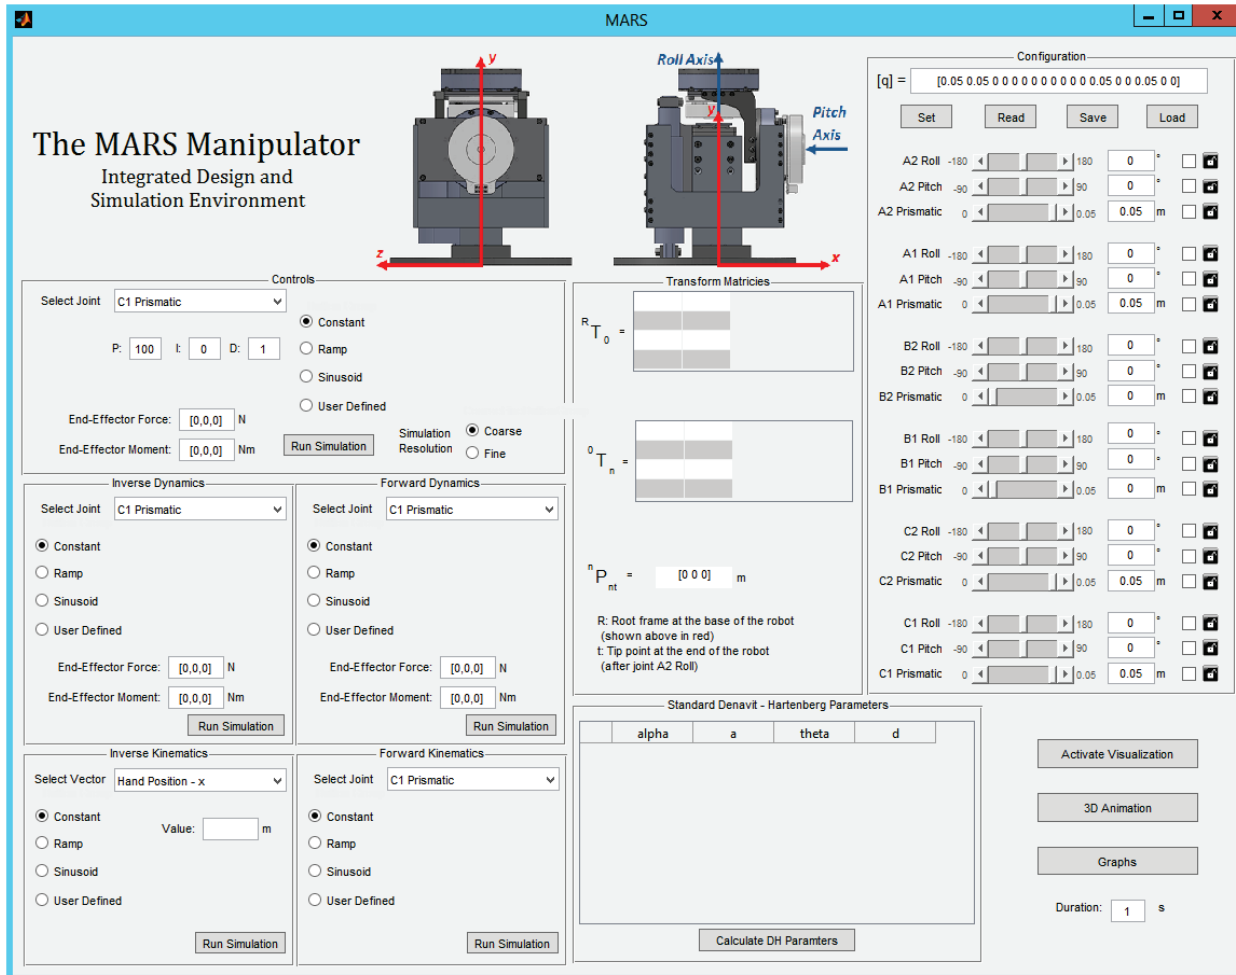 MARS
The MARS Manipulator
Integrated Design and
Simulation Environment
y
z
Roll Axis
y
Pitch
Axis
x
Controls
Select Joint C1 Prismatic
P: 100 I: 0 D: 1
Constant
Ramp
Sinusoid
User Defined
End-Effector Force: [0,0,0] N
End-Effector Moment: [0,0,0] Nm
Run Simulation
Simulation
Resolution
Coarse
Fine
Inverse Dynamics
Select Joint C1 Prismatic
Constant
Ramp
Sinusoid
User Defined
End-Effector Force: [0,0,0] N
End-Effector Moment: [0,0,0] Nm
Run Simulation
Forward Dynamics
Select Joint C1 Prismatic
Constant
Ramp
Sinusoid
User Defined
End-Effector Force: [0,0,0] N
End-Effector Moment: [0,0,0] Nm
Run Simulation
Inverse Kinematics
Select Vector Hand Position - x
Constant
Value: m
Ramp
Sinusoid
User Defined
Run Simulation
Forward Kinematics
Select Joint C1 Prismatic
Constant
Ramp
Sinusoid
User Defined
Run Simulation
Transform Matricies
R T 0 =
0 T n =
n P nt = [0 0 0] m
R: Root frame at the base of the robot
(shown above in red)
t: Tip point at the end of the robot
(after joint A2 Roll)
Standard Denavit - Hartenberg Parameters
alpha a theta d
Calculate DH Paramters
Configuration
[q] = [0.05 0.05 0 0 0 0 0 0 0 0 0 0 0.05 0 0 0.05 0 0]
Set Read Save Load
A2 Roll -180 180 0 °
A2 Pitch -90 90 0 °
A2 Prismatic 0 0.05 0.05 m
A1 Roll -180 180 0 °
A1 Pitch -90 90 0 °
A1 Prismatic 0 0.05 0.05 m
B2 Roll -180 180 0 °
B2 Pitch -90 90 0 °
B2 Prismatic 0 0.05 0 m
B1 Roll -180 180 0 °
B1 Pitch -90 90 0 °
B1 Prismatic 0 0.05 0 m
C2 Roll -180 180 0 °
C2 Pitch -90 90 0 °
C2 Prismatic 0 0.05 0.05 m
C1 Roll -180 180 0 °
C1 Pitch -90 90 0 °
C1 Prismatic 0 0.05 0.05 m
Activate Visualization
3D Animation
Graphs
Duration: 1 s